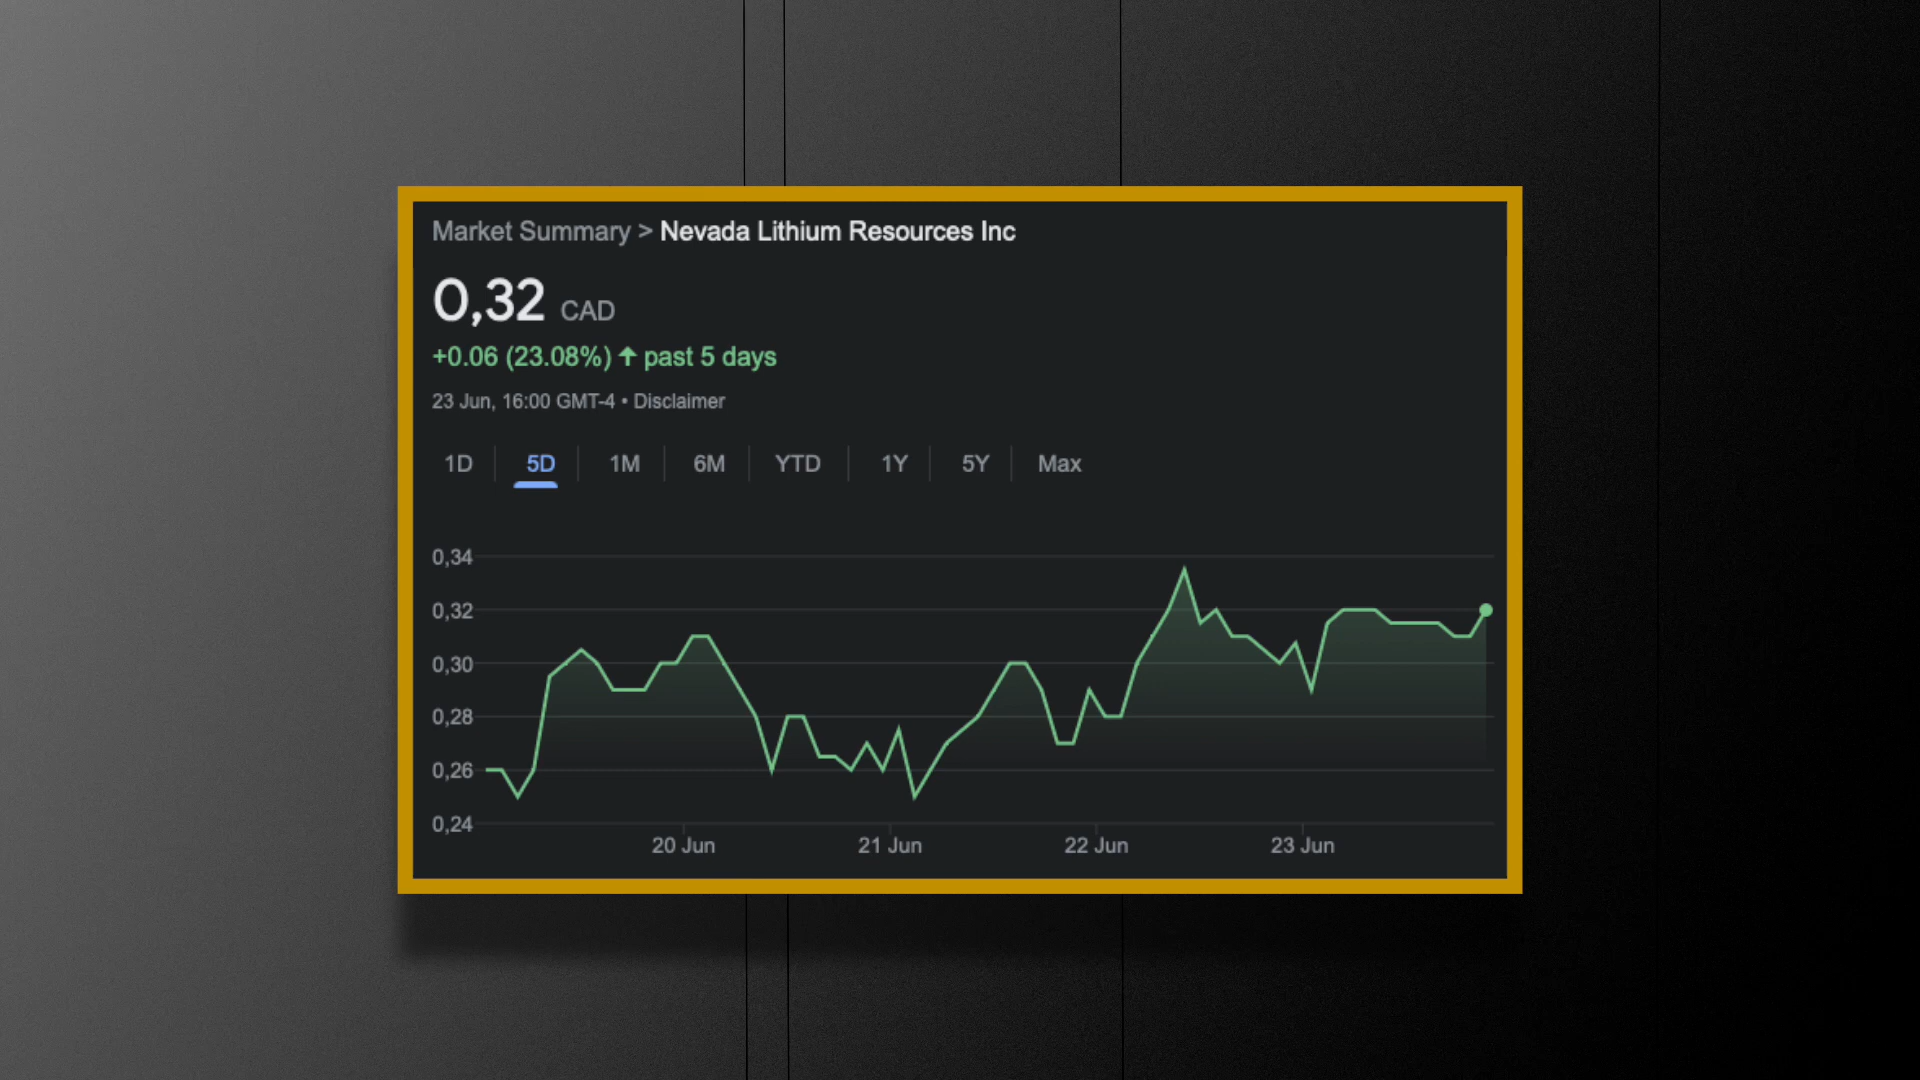 Market Summary > Nevada Lithium Resources Inc
0,32 CAD
+0.06 (23.08%) ↑ past 5 days
23 Jun, 16:00 GMT-4 • Disclaimer
1D 5D 1M 6M YTD 1Y 5Y Max
0,34
0,32
0,30
0,28
0,26
0,24
20 Jun 21 Jun 22 Jun 23 Jun